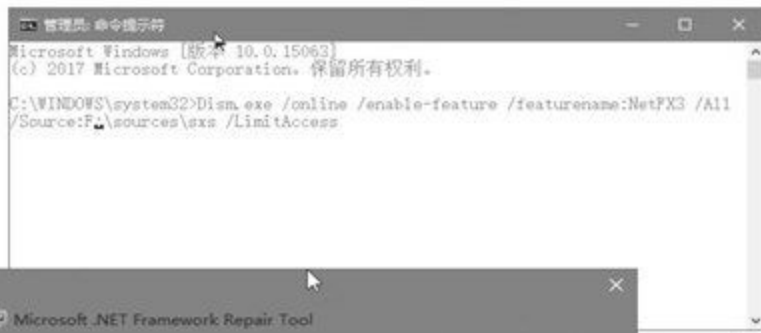 管理员: 命令提示符
Microsoft Windows [版本 10.0.15063]
(c) 2017 Microsoft Corporation。保留所有权利。
C:\WINDOWS\system32>Dism.exe /online /enable-feature /featurename:NetFX3 /All
/Source:F:\sources\sxs /LimitAccess
Microsoft .NET Framework Repair Tool